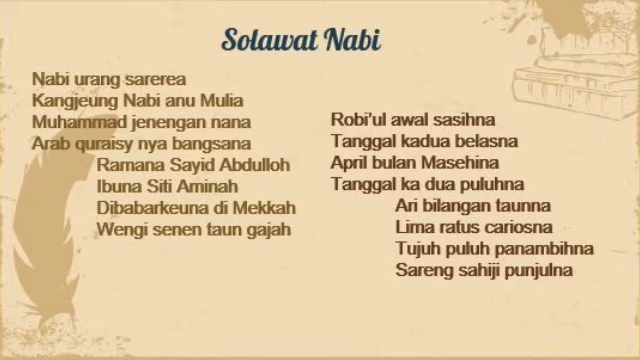 Solawat Nabi
Nabi urang sarerea
Kangjeung Nabi anu Mulia
Muhammad jenengan nana
Arab quraisy nya bangsana
Ramana Sayid Abdulloh
Ibuna Siti Aminah
Dibabarkeuna di Mekkah
Wengi senen taun gajah
Robi'ul awal sasihna
Tanggal kadua belasna
April bulan Masehina
Tanggal ka dua puluhna
Ari bilangan taunna
Lima ratus cariosna
Tujuh puluh panambihna
Sareng sahiji punjulna